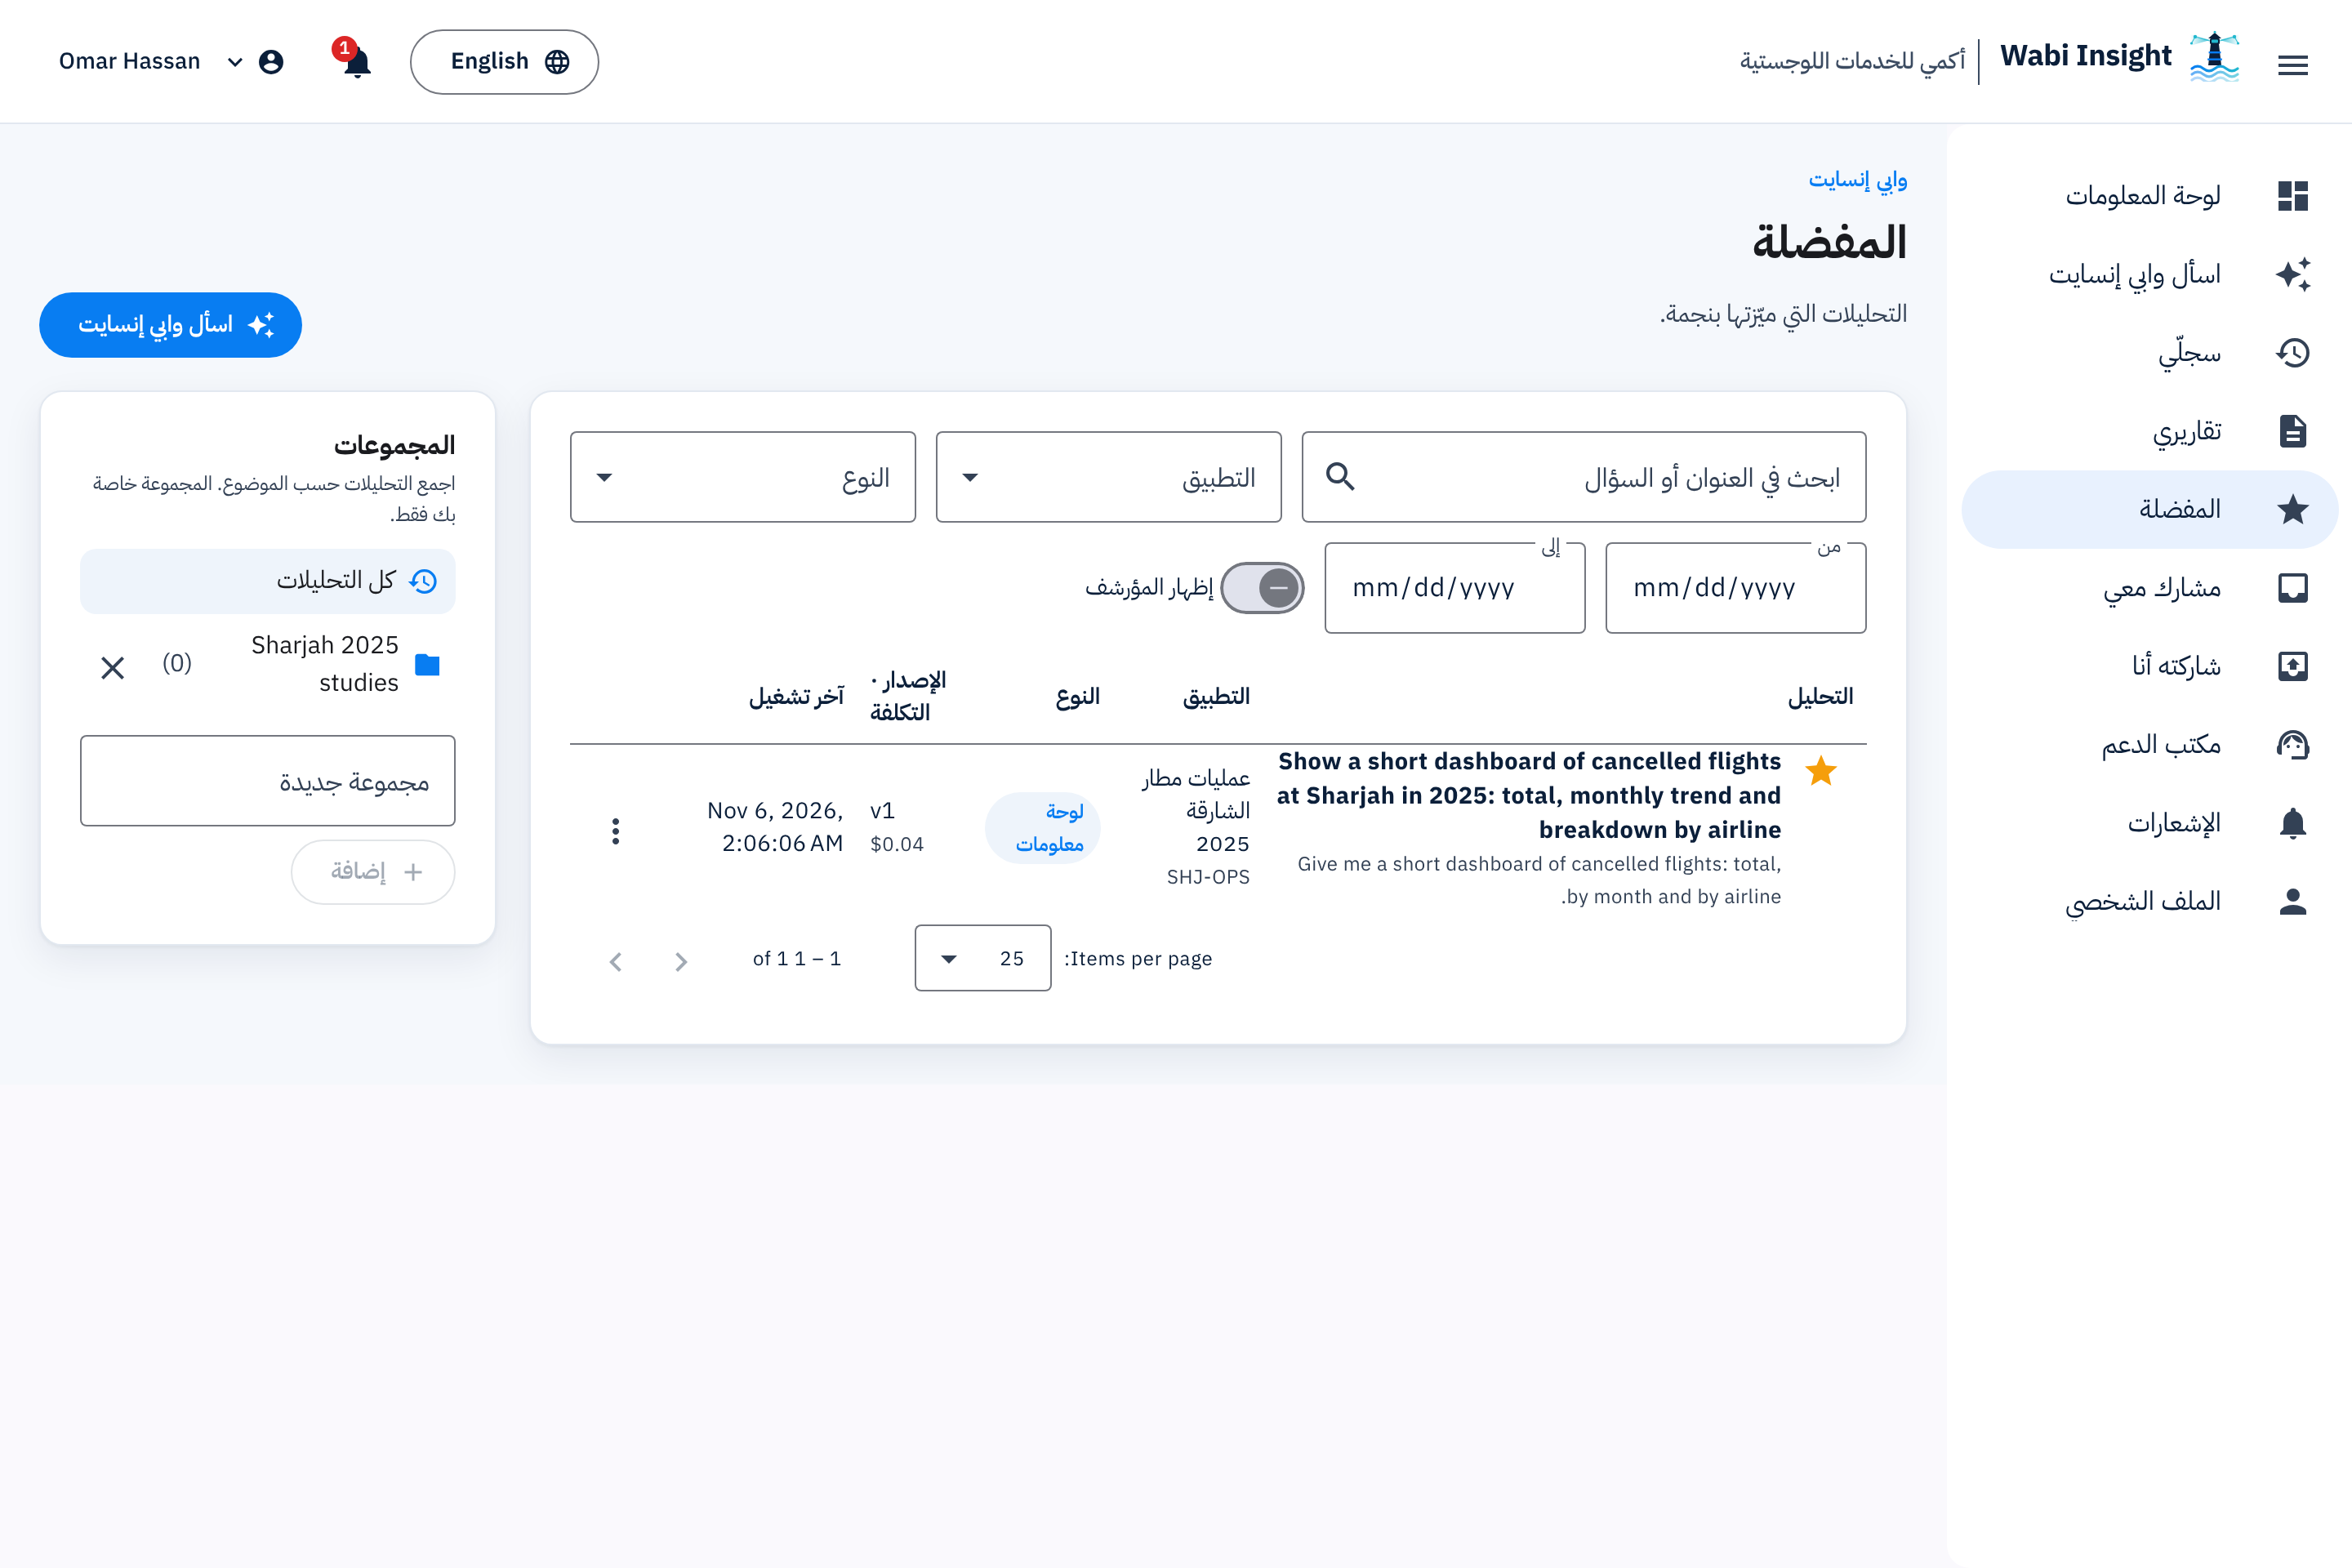 Wabi Insight
أكمي للخدمات اللوجستية
English
1
Omar Hassan
لوحة المعلومات
اسأل وابي إنسايت
سجلّي
تقاريري
المفضلة
مشارك معي
شاركته أنا
مكتب الدعم
الإشعارات
الملف الشخصي
وابي إنسايت
المفضلة
التحليلات التي ميّزتها بنجمة.
اسأل وابي إنسايت
ابحث في العنوان أو السؤال
التطبيق
النوع
من
mm/dd/yyyy
إلى
mm/dd/yyyy
إظهار المؤرشف
التحليل
التطبيق
النوع
الإصدار ·
التكلفة
آخر تشغيل
Show a short dashboard of cancelled flights
at Sharjah in 2025: total, monthly trend and
breakdown by airline
Give me a short dashboard of cancelled flights: total,
.by month and by airline
عمليات مطار
الشارقة
2025
SHJ-OPS
لوحة
معلومات
v1
$0.04
Nov 6, 2026,
2:06:06 AM
:Items per page
25
of 1 1 – 1
المجموعات
اجمع التحليلات حسب الموضوع. المجموعة خاصة
بك فقط.
كل التحليلات
Sharjah 2025
studies
(0)
مجموعة جديدة
إضافة